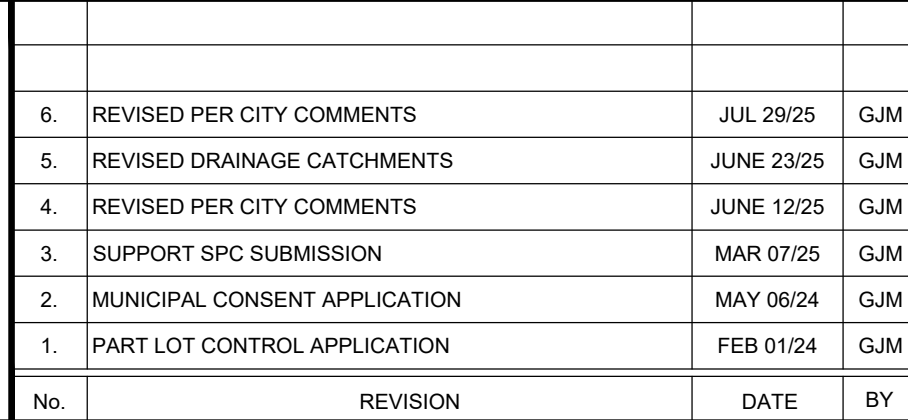 6. REVISED PER CITY COMMENTS JUL 29/25 GJM
5. REVISED DRAINAGE CATCHMENTS JUNE 23/25 GJM
4. REVISED PER CITY COMMENTS JUNE 12/25 GJM
3. SUPPORT SPC SUBMISSION MAR 07/25 GJM
2. MUNICIPAL CONSENT APPLICATION MAY 06/24 GJM
1. PART LOT CONTROL APPLICATION FEB 01/24 GJM
No. REVISION DATE BY